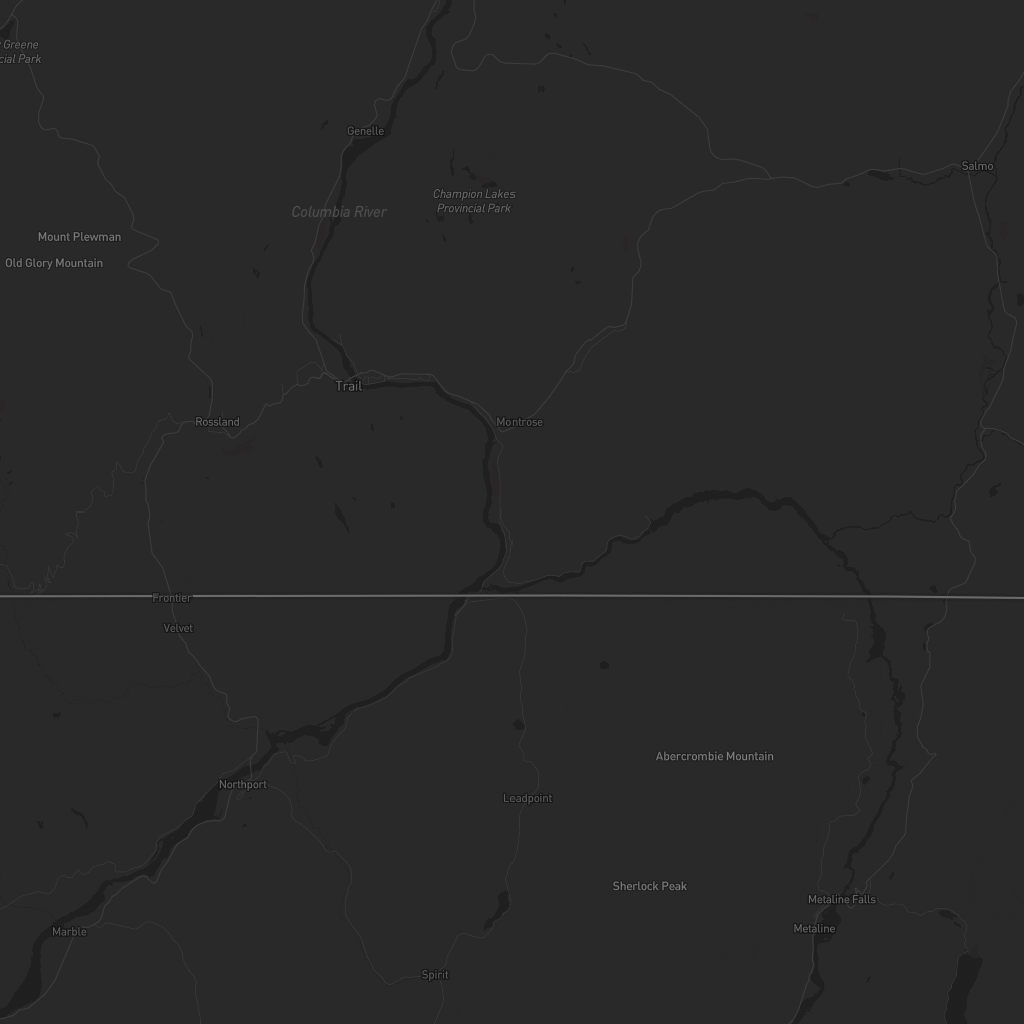 Greene
cial Park
Genelle
Salmo
Champion Lakes
Provincial Park
Columbia River
Mount Plewman
Old Glory Mountain
Trail
Rossland
Montrose
Frontier
Velvet
Abercrombie Mountain
Northport
Leadpoint
Sherlock Peak
Metaline Falls
Metaline
Marble
Spirit